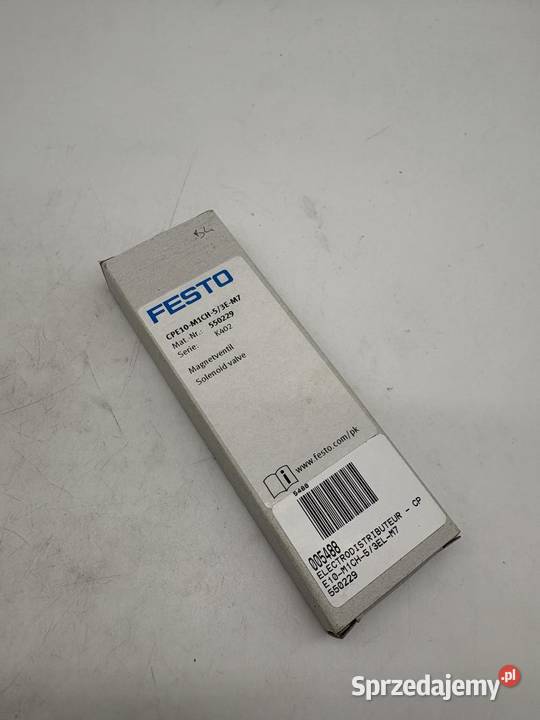 FESTO
CPE10-M1CH-5/3E-M7
Mat.-Nr.: 550229
Serie: K402
Magnetventil
Solenoid valve
www.festo.com/pk
5488
005488
ELECTRODISTRIBUTEUR - CP
E10-M1CH-5/3EL-M7
550229
Sprzedajemy.pl